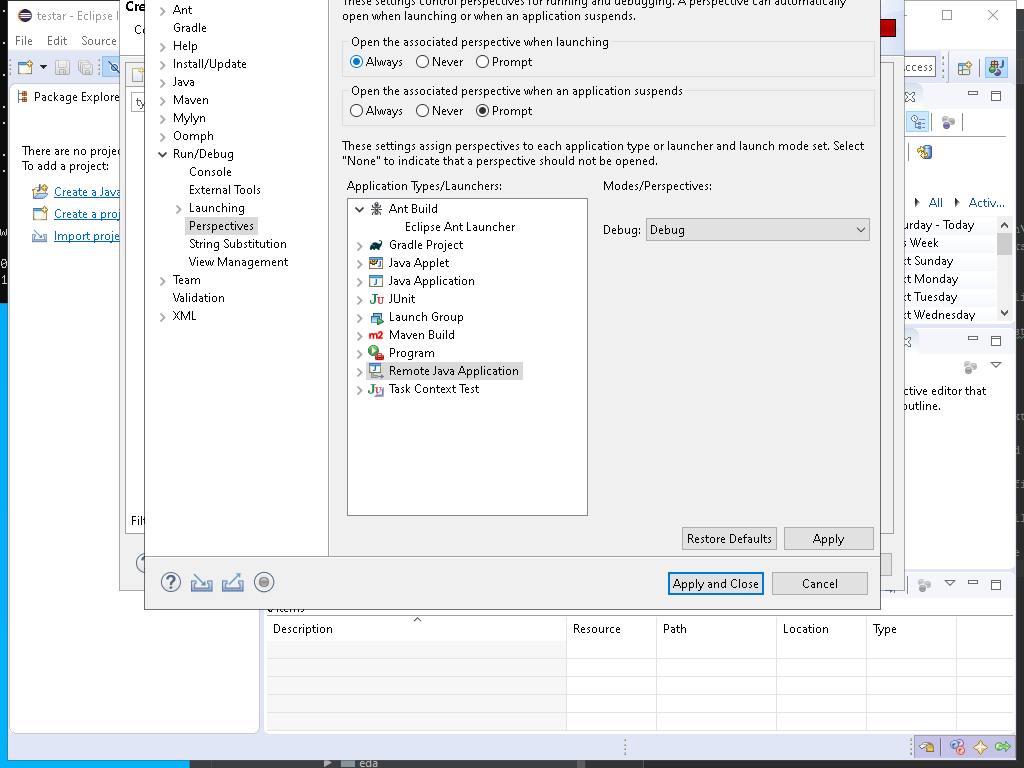 testar - Eclipse
Cre
File Edit Source
Package Explore
There are no proje
To add a project:
Create a Java
Create a proj
Import proje
Ant
Gradle
Help
Install/Update
Java
Maven
Mylyn
Oomph
Run/Debug
Console
External Tools
Launching
Perspectives
String Substitution
View Management
Team
Validation
XML
These settings control perspectives for running and debugging. A perspective can automatically
open when launching or when an application suspends.
Open the associated perspective when launching
Always Never Prompt
Open the associated perspective when an application suspends
Always Never Prompt
These settings assign perspectives to each application type or launcher and launch mode set. Select
"None" to indicate that a perspective should not be opened.
Application Types/Launchers:
Modes/Perspectives:
Ant Build
Eclipse Ant Launcher
Gradle Project
Java Applet
Java Application
JUnit
Launch Group
Maven Build
Program
Remote Java Application
Task Context Test
Debug: Debug
Restore Defaults Apply
Apply and Close Cancel
ccess
All Activ...
urday - Today
s Week
xt Sunday
xt Monday
xt Tuesday
xt Wednesday
ctive editor that
outline.
Filt
items
Description Resource Path Location Type
eda